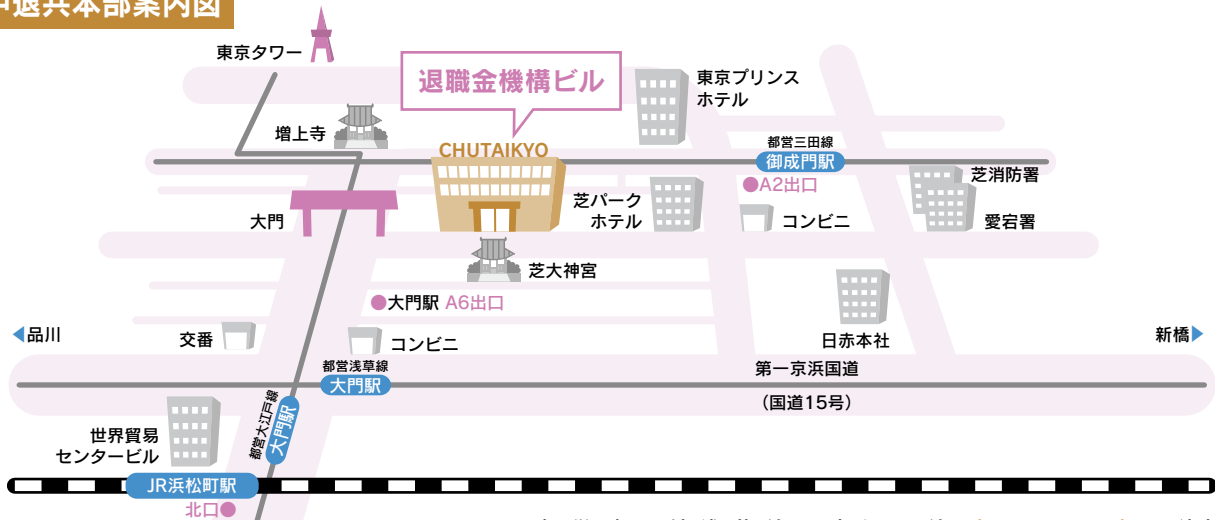 中退共本部案内図
東京タワー
退職金機構ビル
東京プリンス
ホテル
増上寺
CHUTAIKYO
都営三田線
御成門駅
●A2出口
芝消防署
愛宕署
大門
芝パーク
ホテル
コンビニ
芝大神宮
●大門駅 A6出口
◀品川
交番
コンビニ
日赤本社
新橋▶
都営浅草線
大門駅
第一京浜国道
（国道15号）
都営大江戸線
大門駅
世界貿易
センタービル
JR浜松町駅
北口●